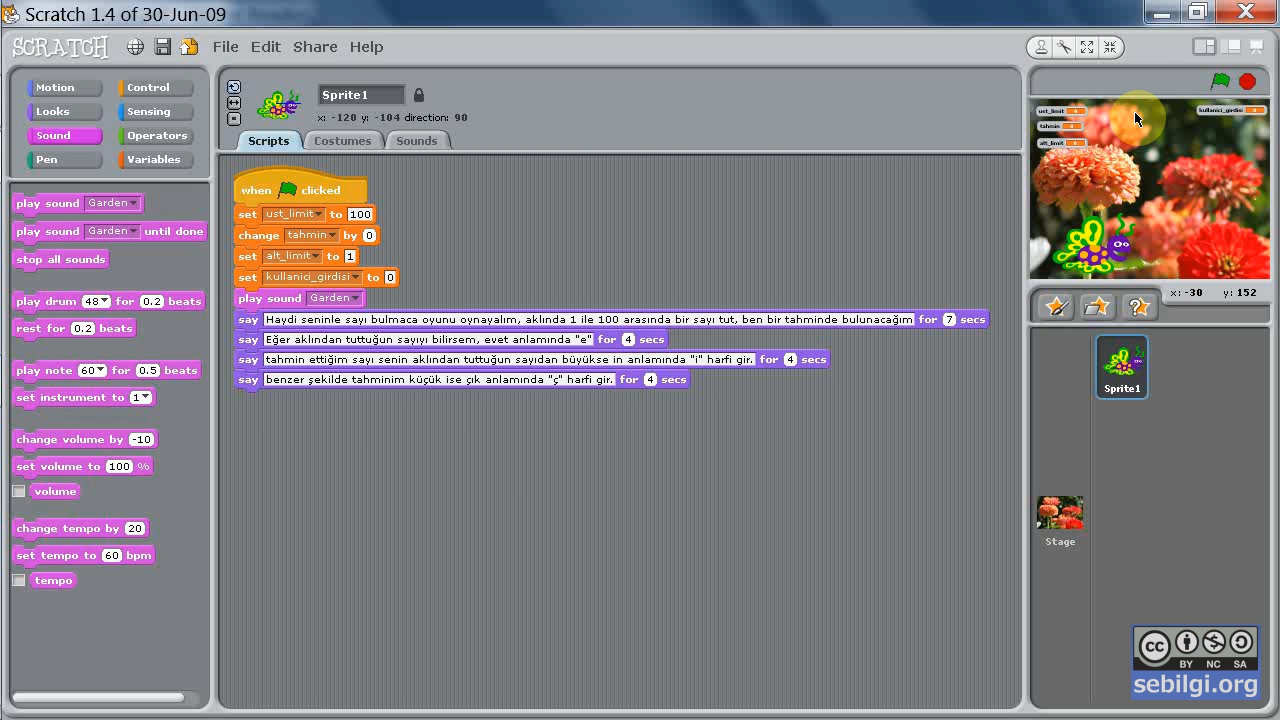 Scratch 1.4 of 30-Jun-09
SCRATCH File Edit Share Help
Motion Control
Looks Sensing
Sound Operators
Pen Variables
play sound Garden
play sound Garden until done
stop all sounds
play drum 48 for 0.2 beats
rest for 0.2 beats
play note 60 for 0.5 beats
set instrument to 1
change volume by -10
set volume to 100 %
volume
change tempo by 20
set tempo to 60 bpm
tempo
Sprite1
x: -129 y: -104 direction: 90
Scripts Costumes Sounds
when clicked
set ust_limit to 100
change tahmin by 0
set alt_limit to 1
set kullanici_girdisi to 0
play sound Garden
say Haydi seninle sayı bulmaca oyunu oynayalım, aklında 1 ile 100 arasında bir sayı tut, ben bir tahminde bulunacağım for 7 secs
say Eğer aklından tuttuğun sayıyı bilirsem, evet anlamında "e" for 4 secs
say tahmin ettiğim sayı senin aklından tuttuğun sayıdan büyükse in anlamında "i" harfi gir. for 4 secs
say benzer şekilde tahminim küçük ise çık anlamında "ç" harfi gir. for 4 secs
ust_limit 0
tahmin 0
alt_limit 0
kullanici_girdisi 0
x: -30 y: 152
Sprite1
Stage
cc BY NC SA
sebilgi.org